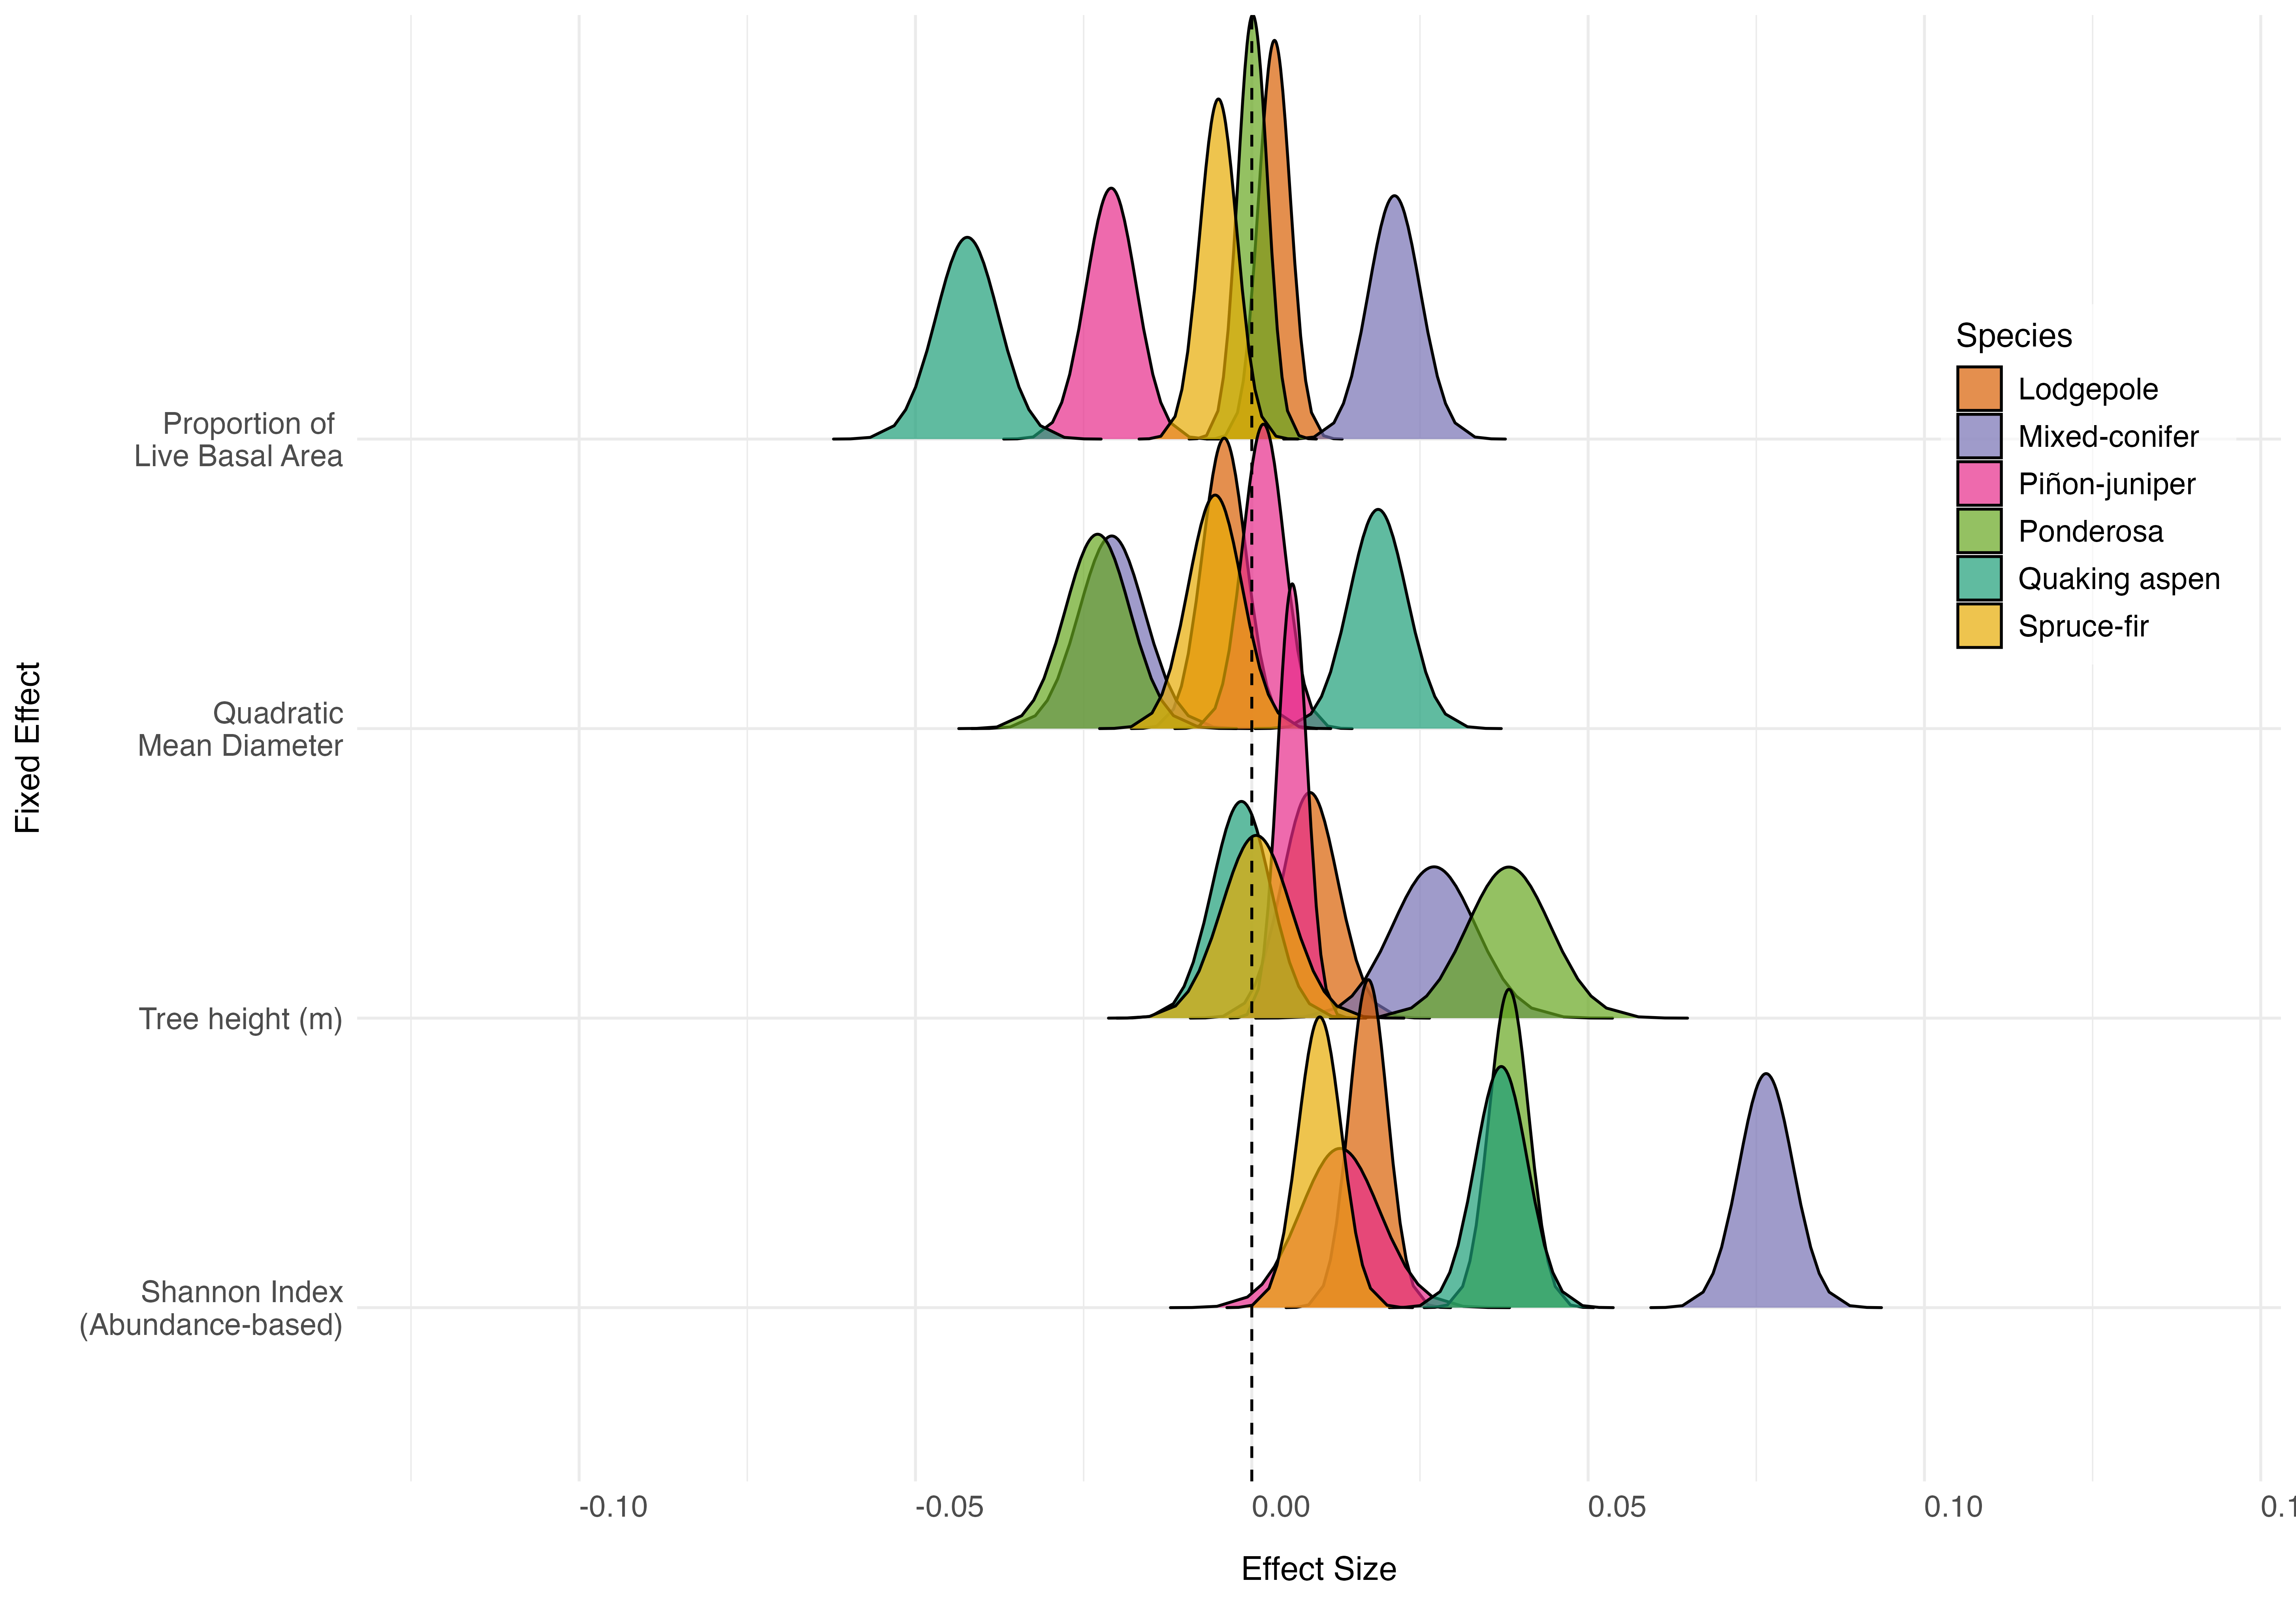 Proportion of
Live Basal Area
Quadratic
Mean Diameter
Tree height (m)
Shannon Index
(Abundance-based)
Fixed Effect
Species
Lodgepole
Mixed-conifer
Piñon-juniper
Ponderosa
Quaking aspen
Spruce-fir
-0.10 -0.05 0.00 0.05 0.10 0.1
Effect Size